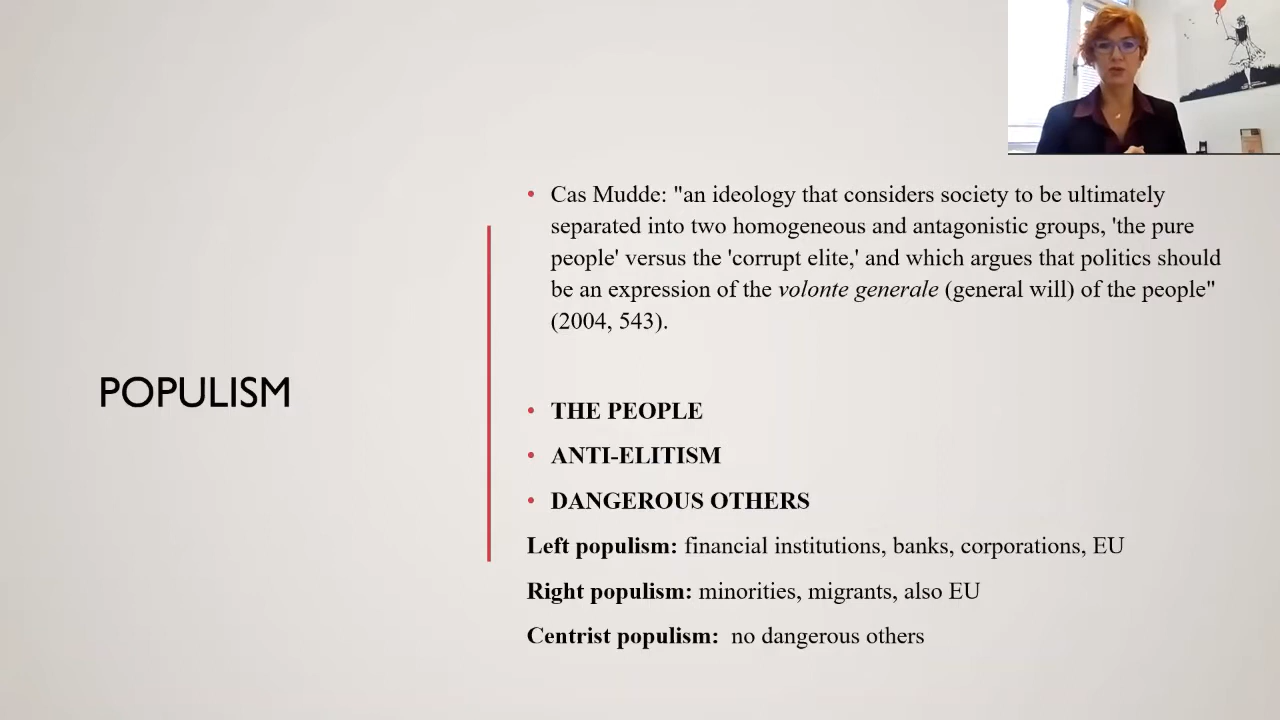 POPULISM
• Cas Mudde: "an ideology that considers society to be ultimately
separated into two homogeneous and antagonistic groups, 'the pure
people' versus the 'corrupt elite,' and which argues that politics should
be an expression of the volonte generale (general will) of the people"
(2004, 543).
• THE PEOPLE
• ANTI-ELITISM
• DANGEROUS OTHERS
Left populism: financial institutions, banks, corporations, EU
Right populism: minorities, migrants, also EU
Centrist populism: no dangerous others